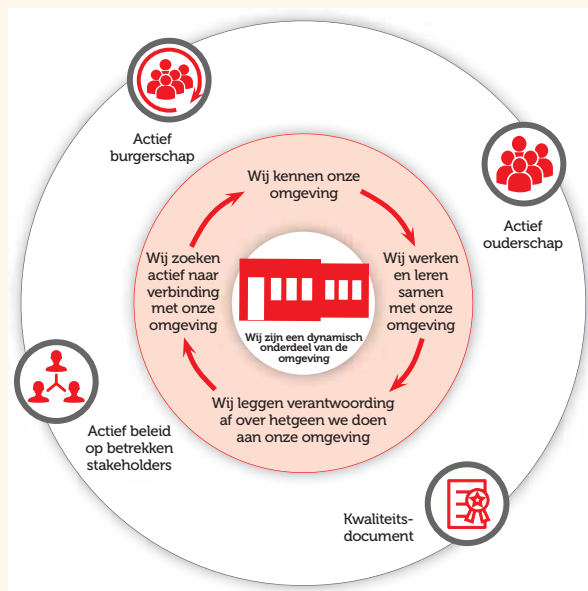 Actief
burgerschap
Actief
ouderschap
Wij kennen onze
omgeving
Wij werken
en leren
samen
met onze
omgeving
Wij leggen verantwoording
af over hetgeen we doen
aan onze omgeving
Wij zoeken
actief naar
verbinding
met onze
omgeving
Wij zijn een dynamisch
onderdeel van de
omgeving
Actief beleid
op betrekken
stakeholders
Kwaliteits-
document